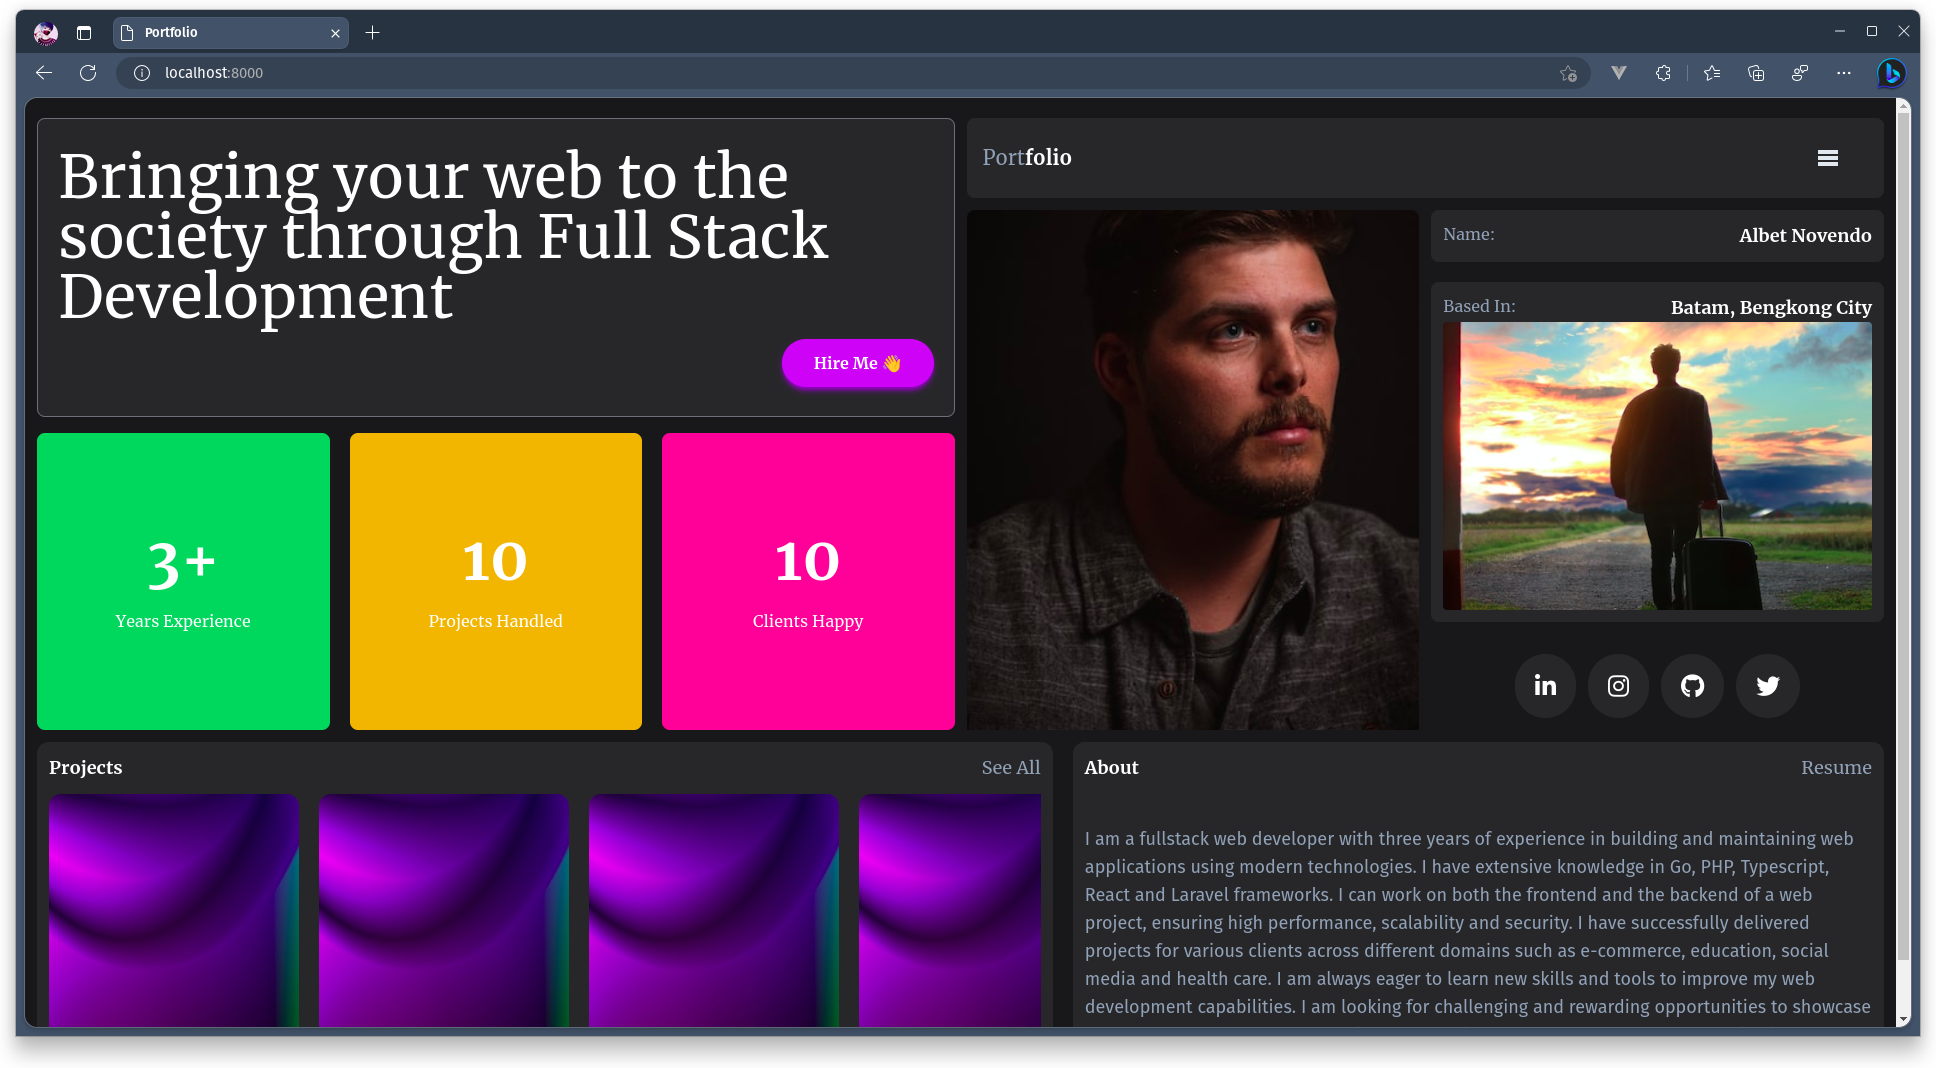 Portfolio
localhost:8000
Bringing your web to the
society through Full Stack
Development
Hire Me 👋
Portfolio
Name:
Albet Novendo
Based In:
Batam, Bengkong City
3+
Years Experience
10
Projects Handled
10
Clients Happy
in
Projects
See All
About
Resume
I am a fullstack web developer with three years of experience in building and maintaining web
applications using modern technologies. I have extensive knowledge in Go, PHP, Typescript,
React and Laravel frameworks. I can work on both the frontend and the backend of a web
project, ensuring high performance, scalability and security. I have successfully delivered
projects for various clients across different domains such as e-commerce, education, social
media and health care. I am always eager to learn new skills and tools to improve my web
development capabilities. I am looking for challenging and rewarding opportunities to showcase